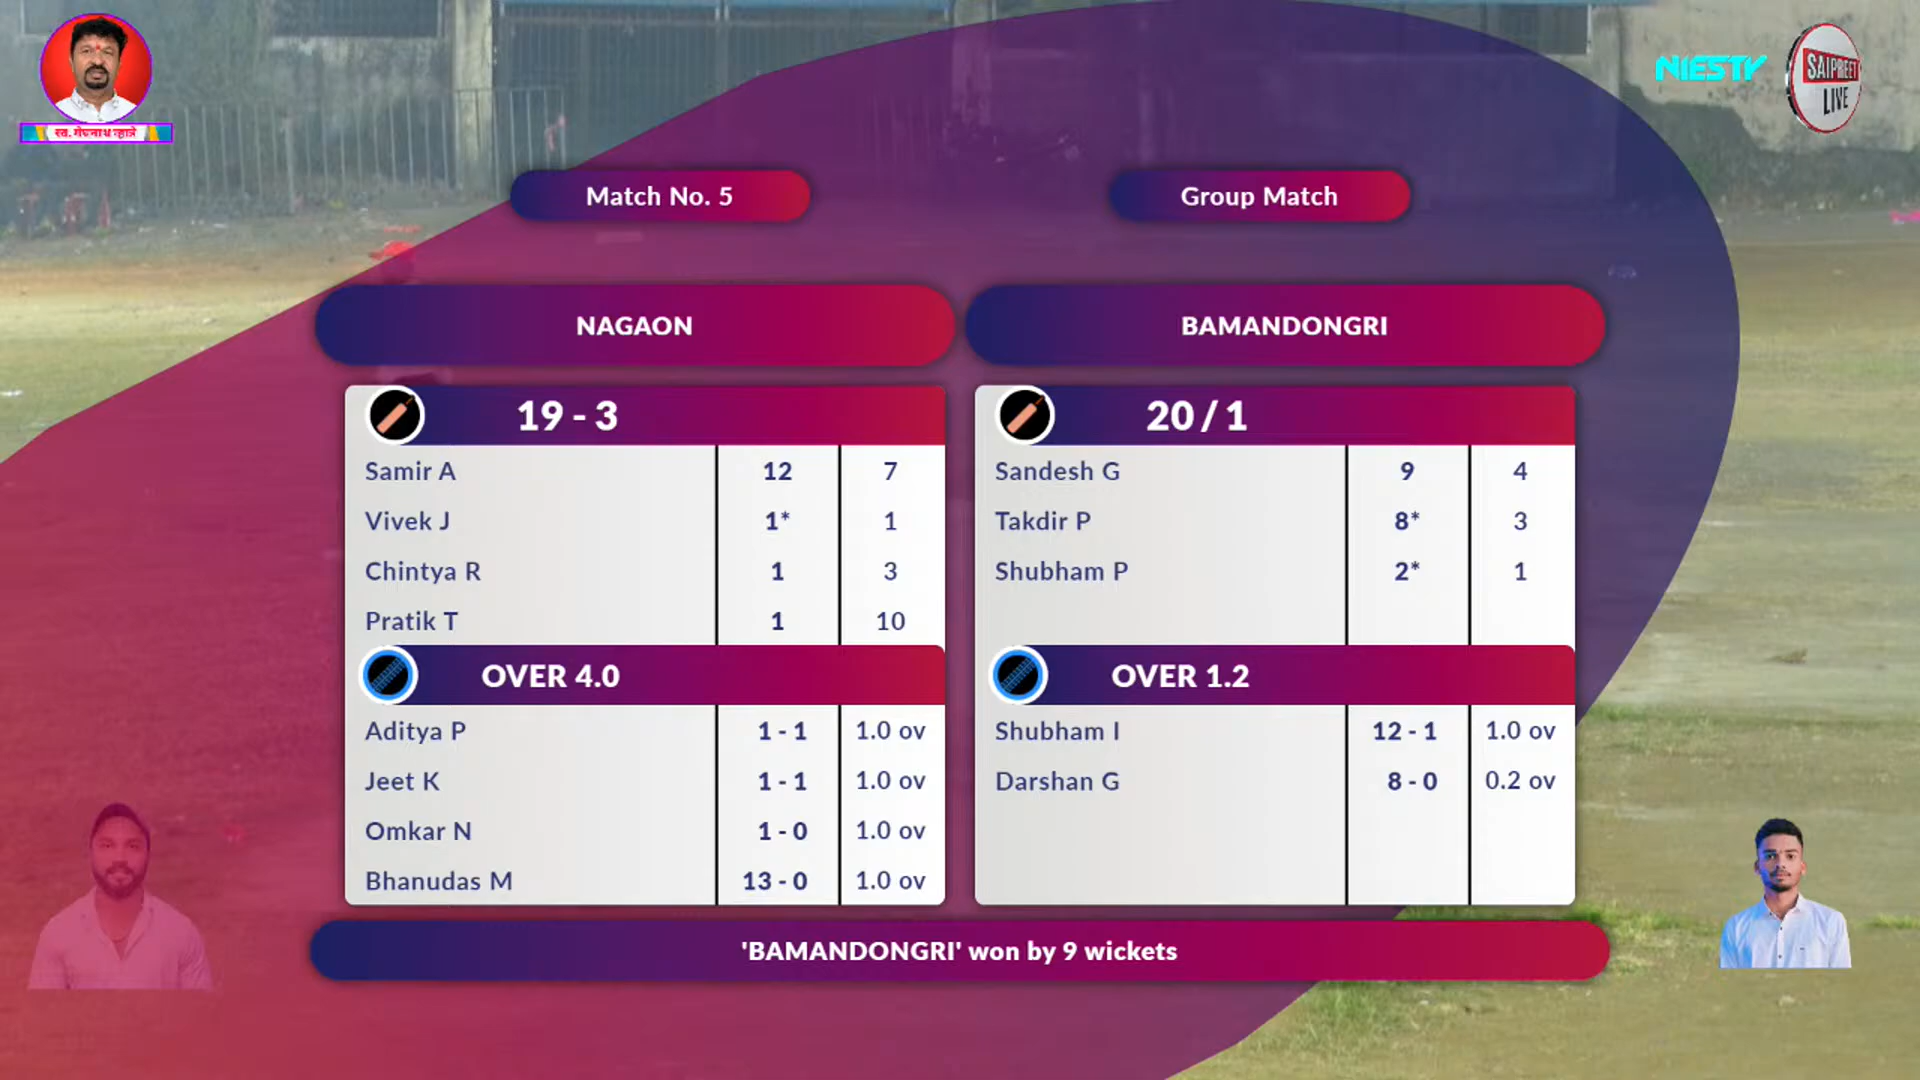 स्व. मेघनाथ म्हात्रे
NIESTY
SAIPREET
LIVE
Match No. 5
Group Match
NAGAON
BAMANDONGRI
19 - 3
Samir A 12 7
Vivek J 1* 1
Chintya R 1 3
Pratik T 1 10
OVER 4.0
Aditya P 1 - 1 1.0 ov
Jeet K 1 - 1 1.0 ov
Omkar N 1 - 0 1.0 ov
Bhanudas M 13 - 0 1.0 ov
20 / 1
Sandesh G 9 4
Takdir P 8* 3
Shubham P 2* 1
OVER 1.2
Shubham I 12 - 1 1.0 ov
Darshan G 8 - 0 0.2 ov
'BAMANDONGRI' won by 9 wickets